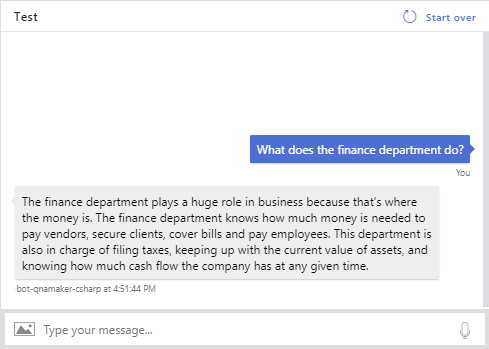 Test
Start over
What does the finance department do?
You
The finance department plays a huge role in business because that's where
the money is. The finance department knows how much money is needed to
pay vendors, secure clients, cover bills and pay employees. This department is
also in charge of filing taxes, keeping up with the current value of assets, and
knowing how much cash flow the company has at any given time.
bot-qnamaker-csharp at 4:51:44 PM
Type your message...